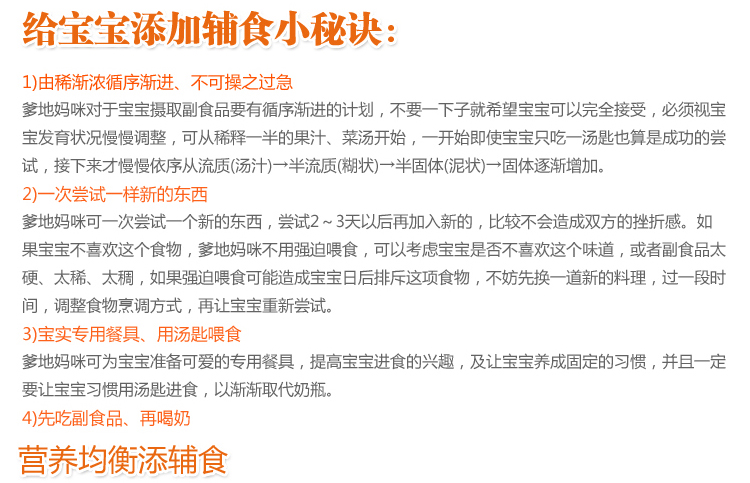 给宝宝添加辅食小秘诀：
1)由稀渐浓循序渐进、不可操之过急
爹地妈咪对于宝宝摄取副食品要有循序渐进的计划，不要一下子就希望宝宝可以完全接受，必须视宝
宝发育状况慢慢调整，可从稀释一半的果汁、菜汤开始，一开始即使宝宝只吃一汤匙也算是成功的尝
试，接下来才慢慢依序从流质(汤汁)→半流质(糊状)→半固体(泥状)→固体逐渐增加。
2)一次尝试一样新的东西
爹地妈咪可一次尝试一个新的东西，尝试2～3天以后再加入新的，比较不会造成双方的挫折感。如
果宝宝不喜欢这个食物，爹地妈咪不用强迫喂食，可以考虑宝宝是否不喜欢这个味道，或者副食品太
硬、太稀、太稠，如果强迫喂食可能造成宝宝日后排斥这项食物，不妨先换一道新的料理，过一段时
间，调整食物烹调方式，再让宝宝重新尝试。
3)宝实专用餐具、用汤匙喂食
爹地妈咪可为宝宝准备可爱的专用餐具，提高宝宝进食的兴趣，及让宝宝养成固定的习惯，并且一定
要让宝宝习惯用汤匙进食，以渐渐取代奶瓶。
4)先吃副食品、再喝奶
营养均衡添辅食